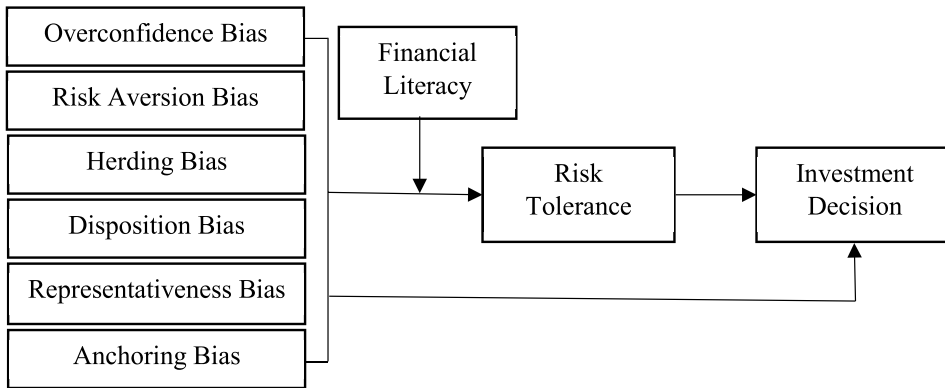 Overconfidence Bias
Risk Aversion Bias
Herding Bias
Disposition Bias
Representativeness Bias
Anchoring Bias
Financial
Literacy
Risk
Tolerance
Investment
Decision